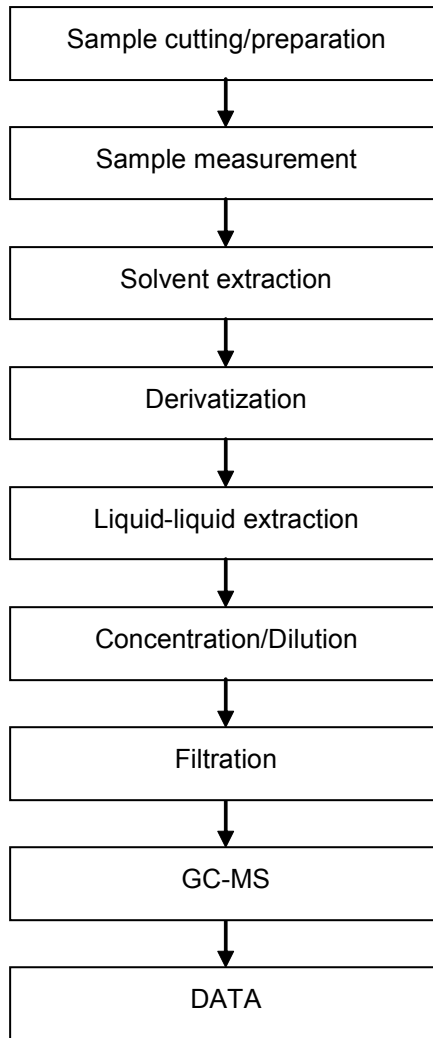 Sample cutting/preparation
Sample measurement
Solvent extraction
Derivatization
Liquid-liquid extraction
Concentration/Dilution
Filtration
GC-MS
DATA